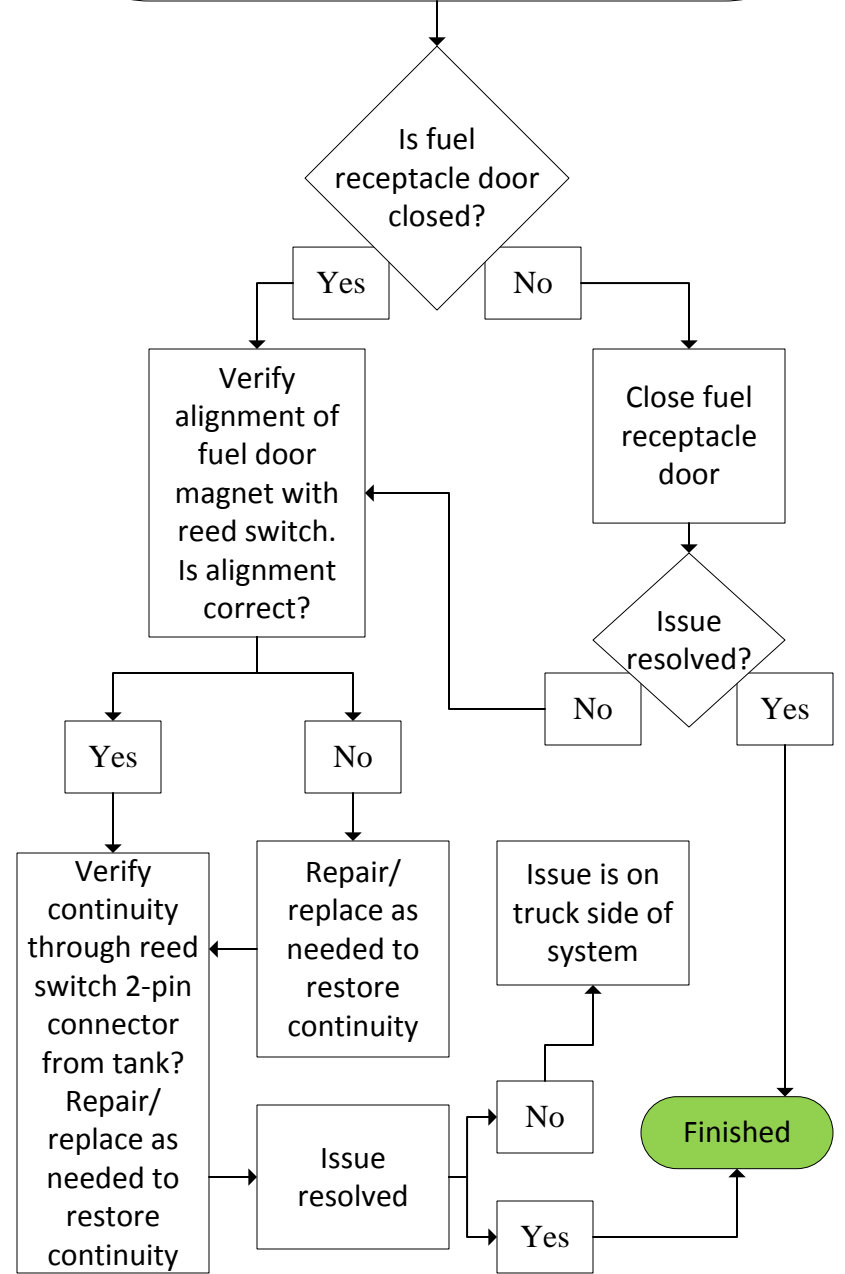 Is fuel
receptacle door
closed?
Yes
No
Verify
alignment of
fuel door
magnet with
reed switch.
Is alignment
correct?
Close fuel
receptacle
door
Issue
resolved?
No
Yes
Yes
No
Verify
continuity
through reed
switch 2-pin
connector
from tank?
Repair/
replace as
needed to
restore
continuity
Repair/
replace as
needed to
restore
continuity
Issue is on
truck side of
system
Issue
resolved
No
Yes
Finished